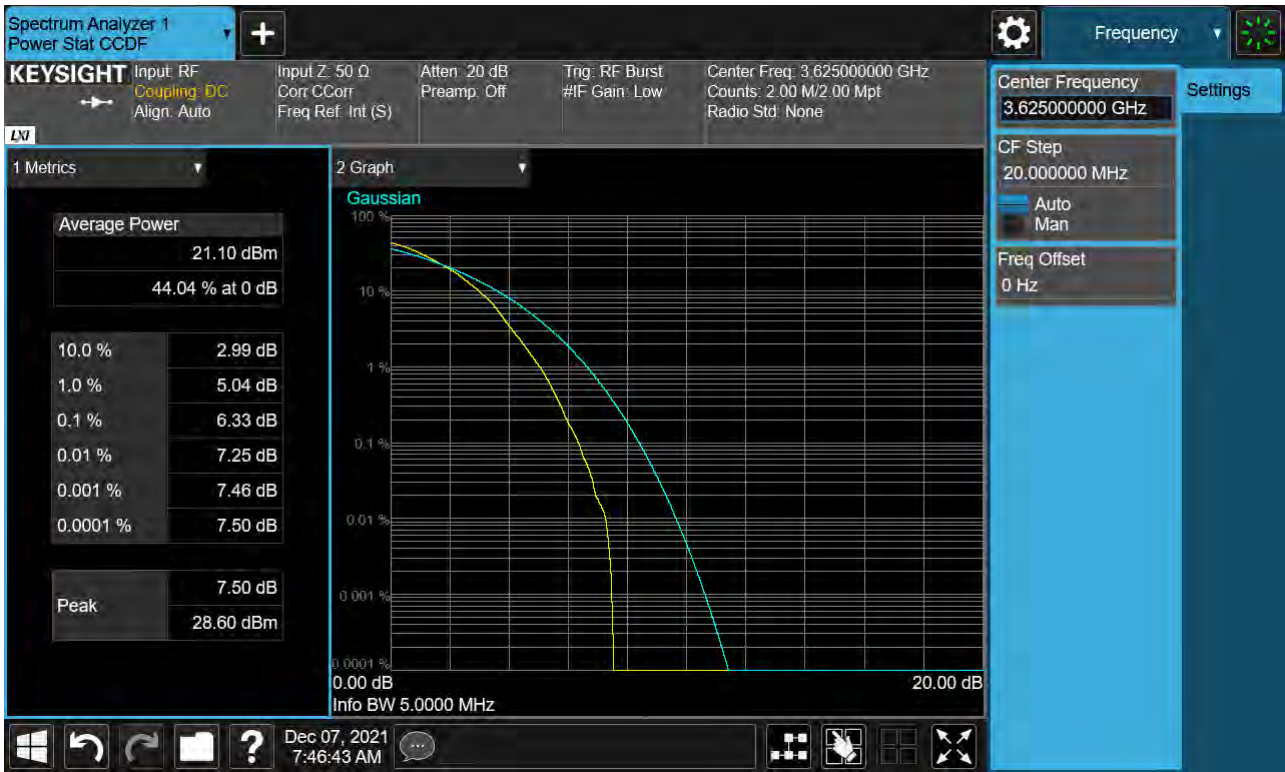 Spectrum Analyzer 1
Power Stat CCDF
Frequency
KEYSIGHT
LXI
Input: RF
Coupling: DC
Align: Auto
Input Z: 50 Ω
Corr CCorr
Freq Ref: Int (S)
Atten: 20 dB
Preamp: Off
Trig: RF Burst
#IF Gain: Low
Center Freq: 3.625000000 GHz
Counts: 2.00 M/2.00 Mpt
Radio Std: None
Center Frequency
3.625000000 GHz
Settings
CF Step
20.000000 MHz
Auto
Man
Freq Offset
0 Hz
1 Metrics
Average Power
21.10 dBm
44.04 % at 0 dB
10.0 % 2.99 dB
1.0 % 5.04 dB
0.1 % 6.33 dB
0.01 % 7.25 dB
0.001 % 7.46 dB
0.0001 % 7.50 dB
Peak 7.50 dB
28.60 dBm
2 Graph
Gaussian
100 %
10 %
1 %
0.1 %
0.01 %
0.001 %
0.0001 %
0.00 dB 20.00 dB
Info BW 5.0000 MHz
?
Dec 07, 2021
7:46:43 AM